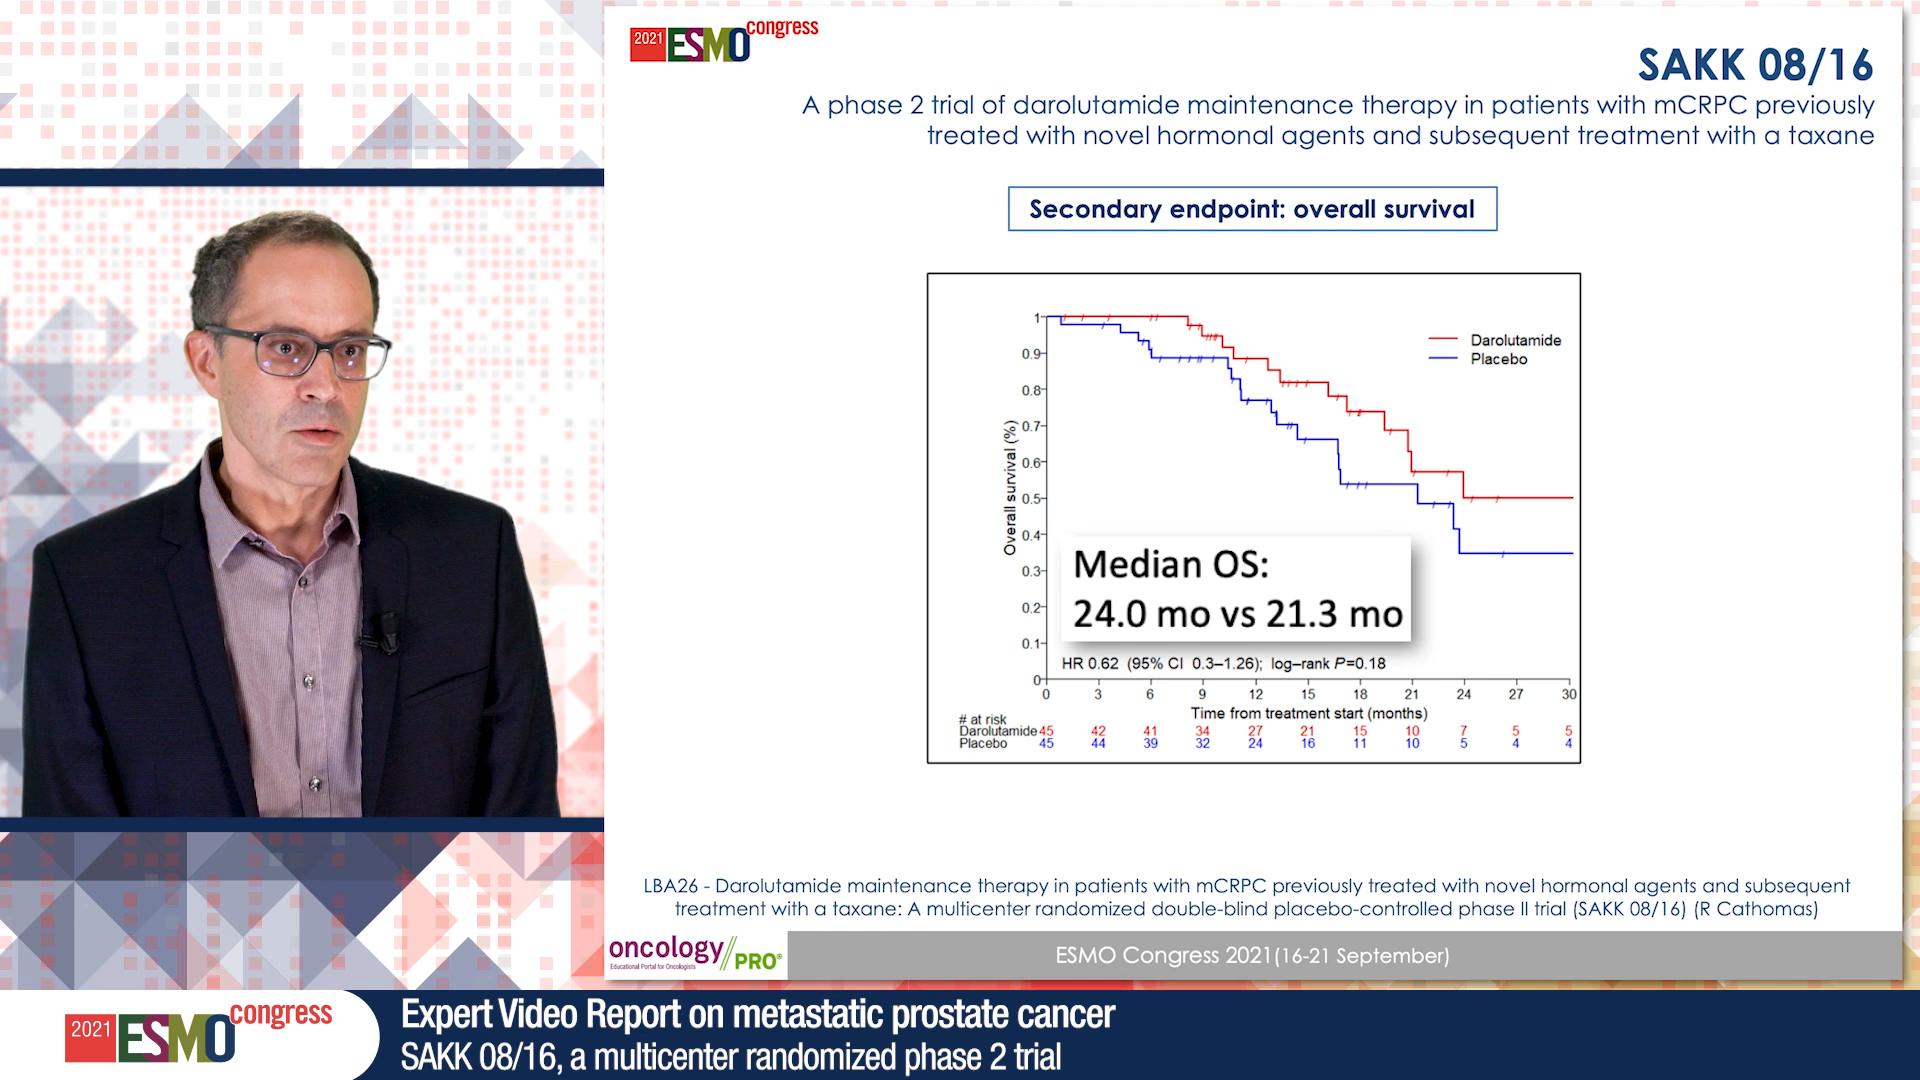 2021 ESMO congress
SAKK 08/16
A phase 2 trial of darolutamide maintenance therapy in patients with mCRPC previously
treated with novel hormonal agents and subsequent treatment with a taxane
Secondary endpoint: overall survival
Overall survival (%)
1
0.9
0.8
0.7
0.6
0.5
0.4
0.3
0.2
0.1
0
Darolutamide
Placebo
Median OS:
24.0 mo vs 21.3 mo
HR 0.62 (95% CI 0.3–1.26); log–rank P=0.18
0 3 6 9 12 15 18 21 24 27 30
Time from treatment start (months)
# at risk
Darolutamide 45 42 41 34 27 21 15 10 7 5 5
Placebo 45 44 39 32 24 16 11 10 5 4 4
LBA26 - Darolutamide maintenance therapy in patients with mCRPC previously treated with novel hormonal agents and subsequent
treatment with a taxane: A multicenter randomized double-blind placebo-controlled phase II trial (SAKK 08/16) (R Cathomas)
oncology//PRO®
Educational Portal for Oncologists
ESMO Congress 2021(16-21 September)
2021 ESMO congress
Expert Video Report on metastatic prostate cancer
SAKK 08/16, a multicenter randomized phase 2 trial